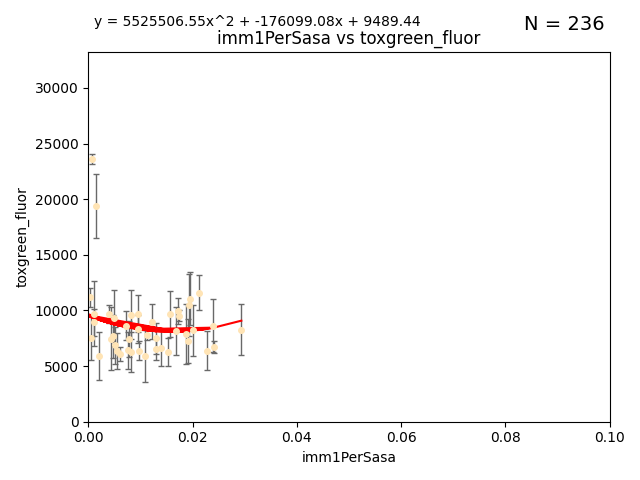 y = 5525506.55x^2 + -176099.08x + 9489.44
N = 236
imm1PerSasa vs toxgreen_fluor
30000
25000
20000
15000
10000
5000
0
toxgreen_fluor
0.00 0.02 0.04 0.06 0.08 0.10
imm1PerSasa